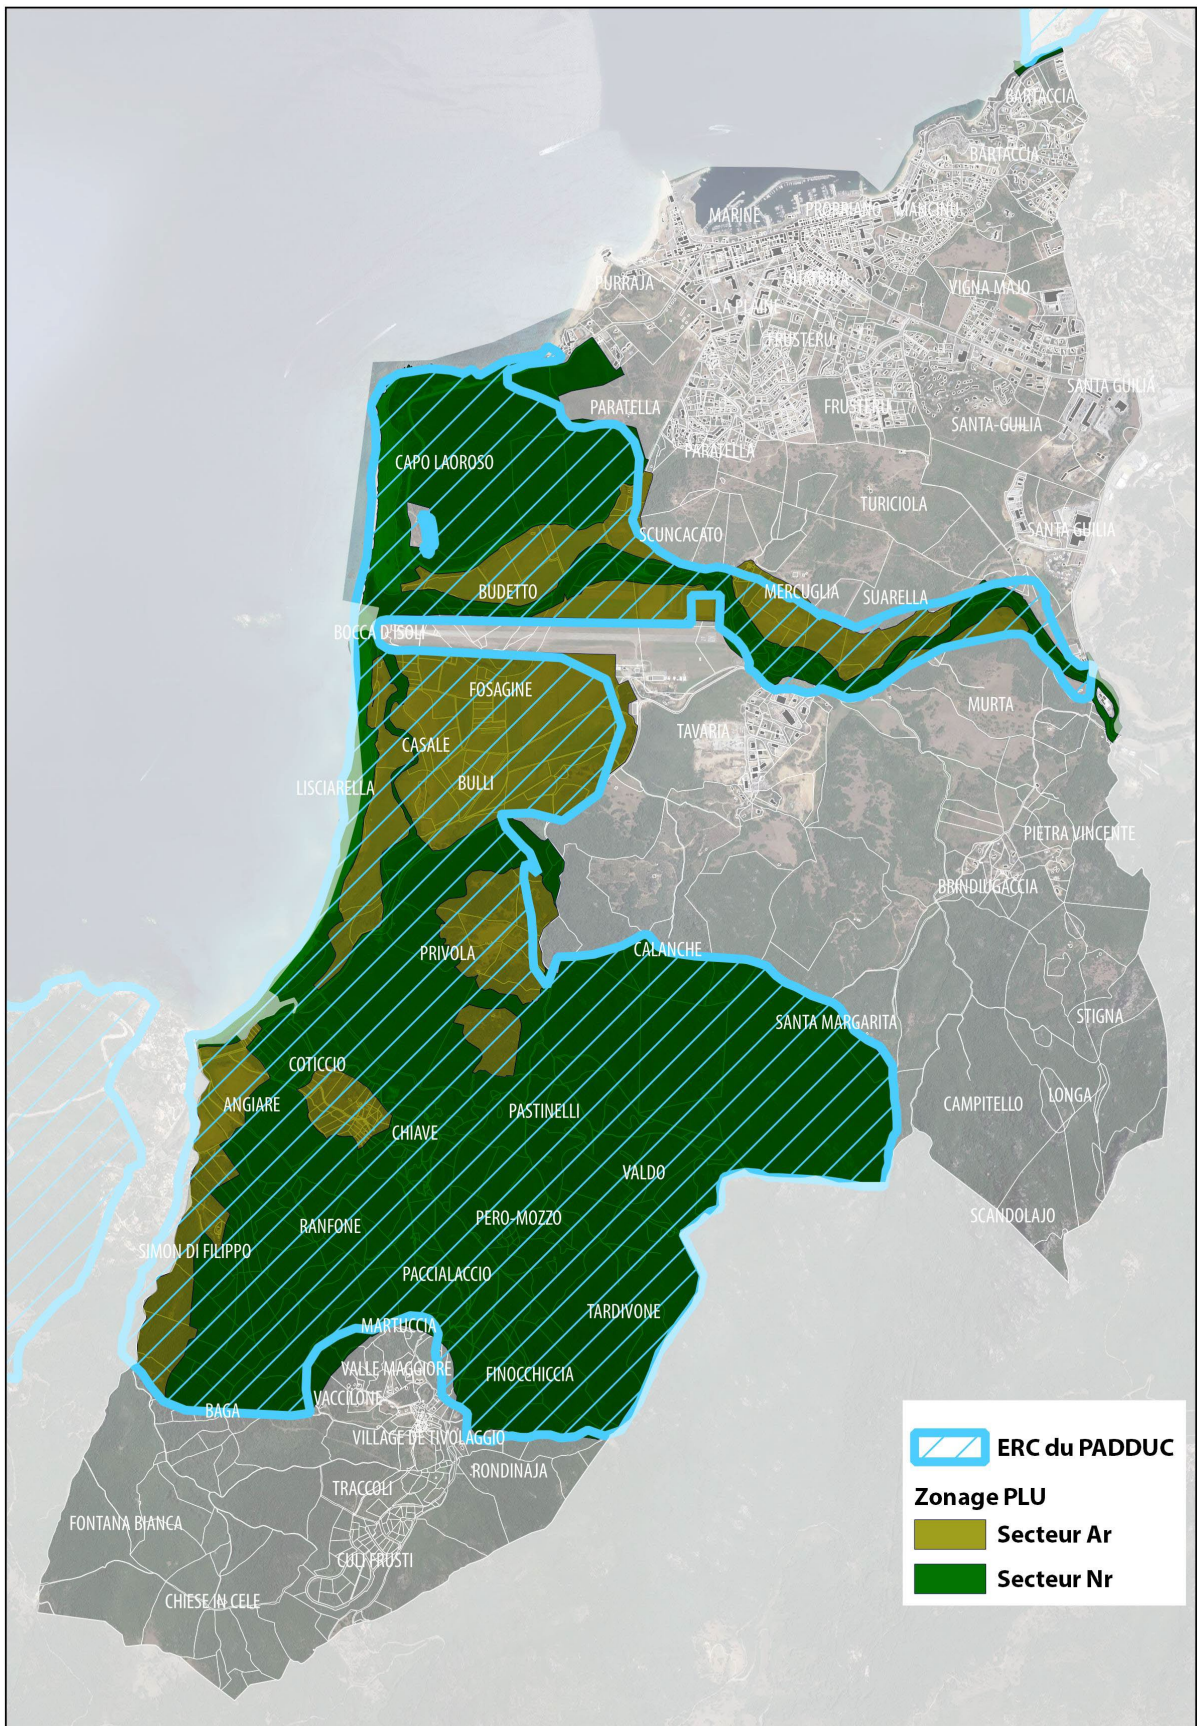 BARTACCIA
BARTACCIA
MARINE
PROPRIANO
MANCINU
PURRAJA
QUATRINA
VIGNA MAJO
LA PLAINE
FRUSTERU
SANTA GUILIA
PARATELLA
FRUSTERU
SANTA-GUILIA
PARATELLA
CAPO LAOROSO
TURICIOLA
SCUNCACATO
SANTA GUILIA
BUDETTO
MERCUGLIA
SUARELLA
BOCCA D'ISOLI
FOSAGINE
MURTA
TAVARIA
CASALE
BULLI
LISCIARELLA
PIETRA VINCENTE
BRINDIUGACCIA
PRIVOLA
CALANCHE
STIGNA
SANTA MARGARITA
COTICCIO
LONGA
ANGIARE
CAMPITELLO
PASTINELLI
CHIAVE
VALDO
PERO-MOZZO
SCANDOLAJO
RANFONE
SIMON DI FILIPPO
PACCIALACCIO
TARDIVONE
MARTUCCIA
VALLE MAGGIORE
FINOCCHICCIA
VACCILONE
BAGA
VILLAGE DE TIVOLAGGIO
RONDINAJA
TRACCOLI
FONTANA BIANCA
CULI FRUSTI
CHIESE IN CELE
ERC du PADDUC
Zonage PLU
Secteur Ar
Secteur Nr